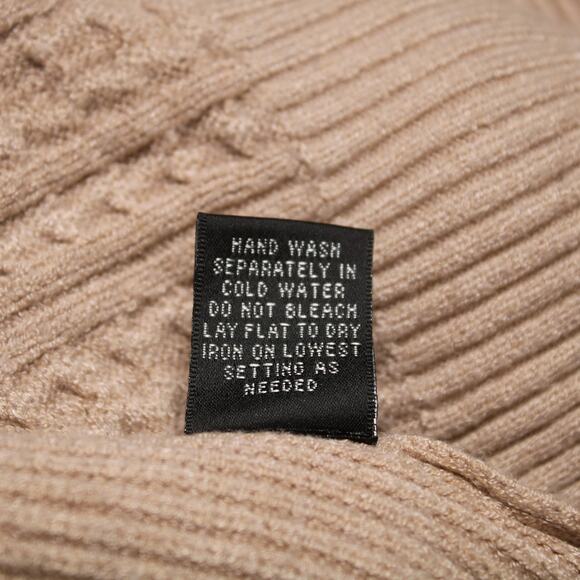 HAND WASH
SEPARATELY IN
COLD WATER
DO NOT BLEACH
LAY FLAT TO DRY
IRON ON LOWEST
SETTING AS
NEEDED